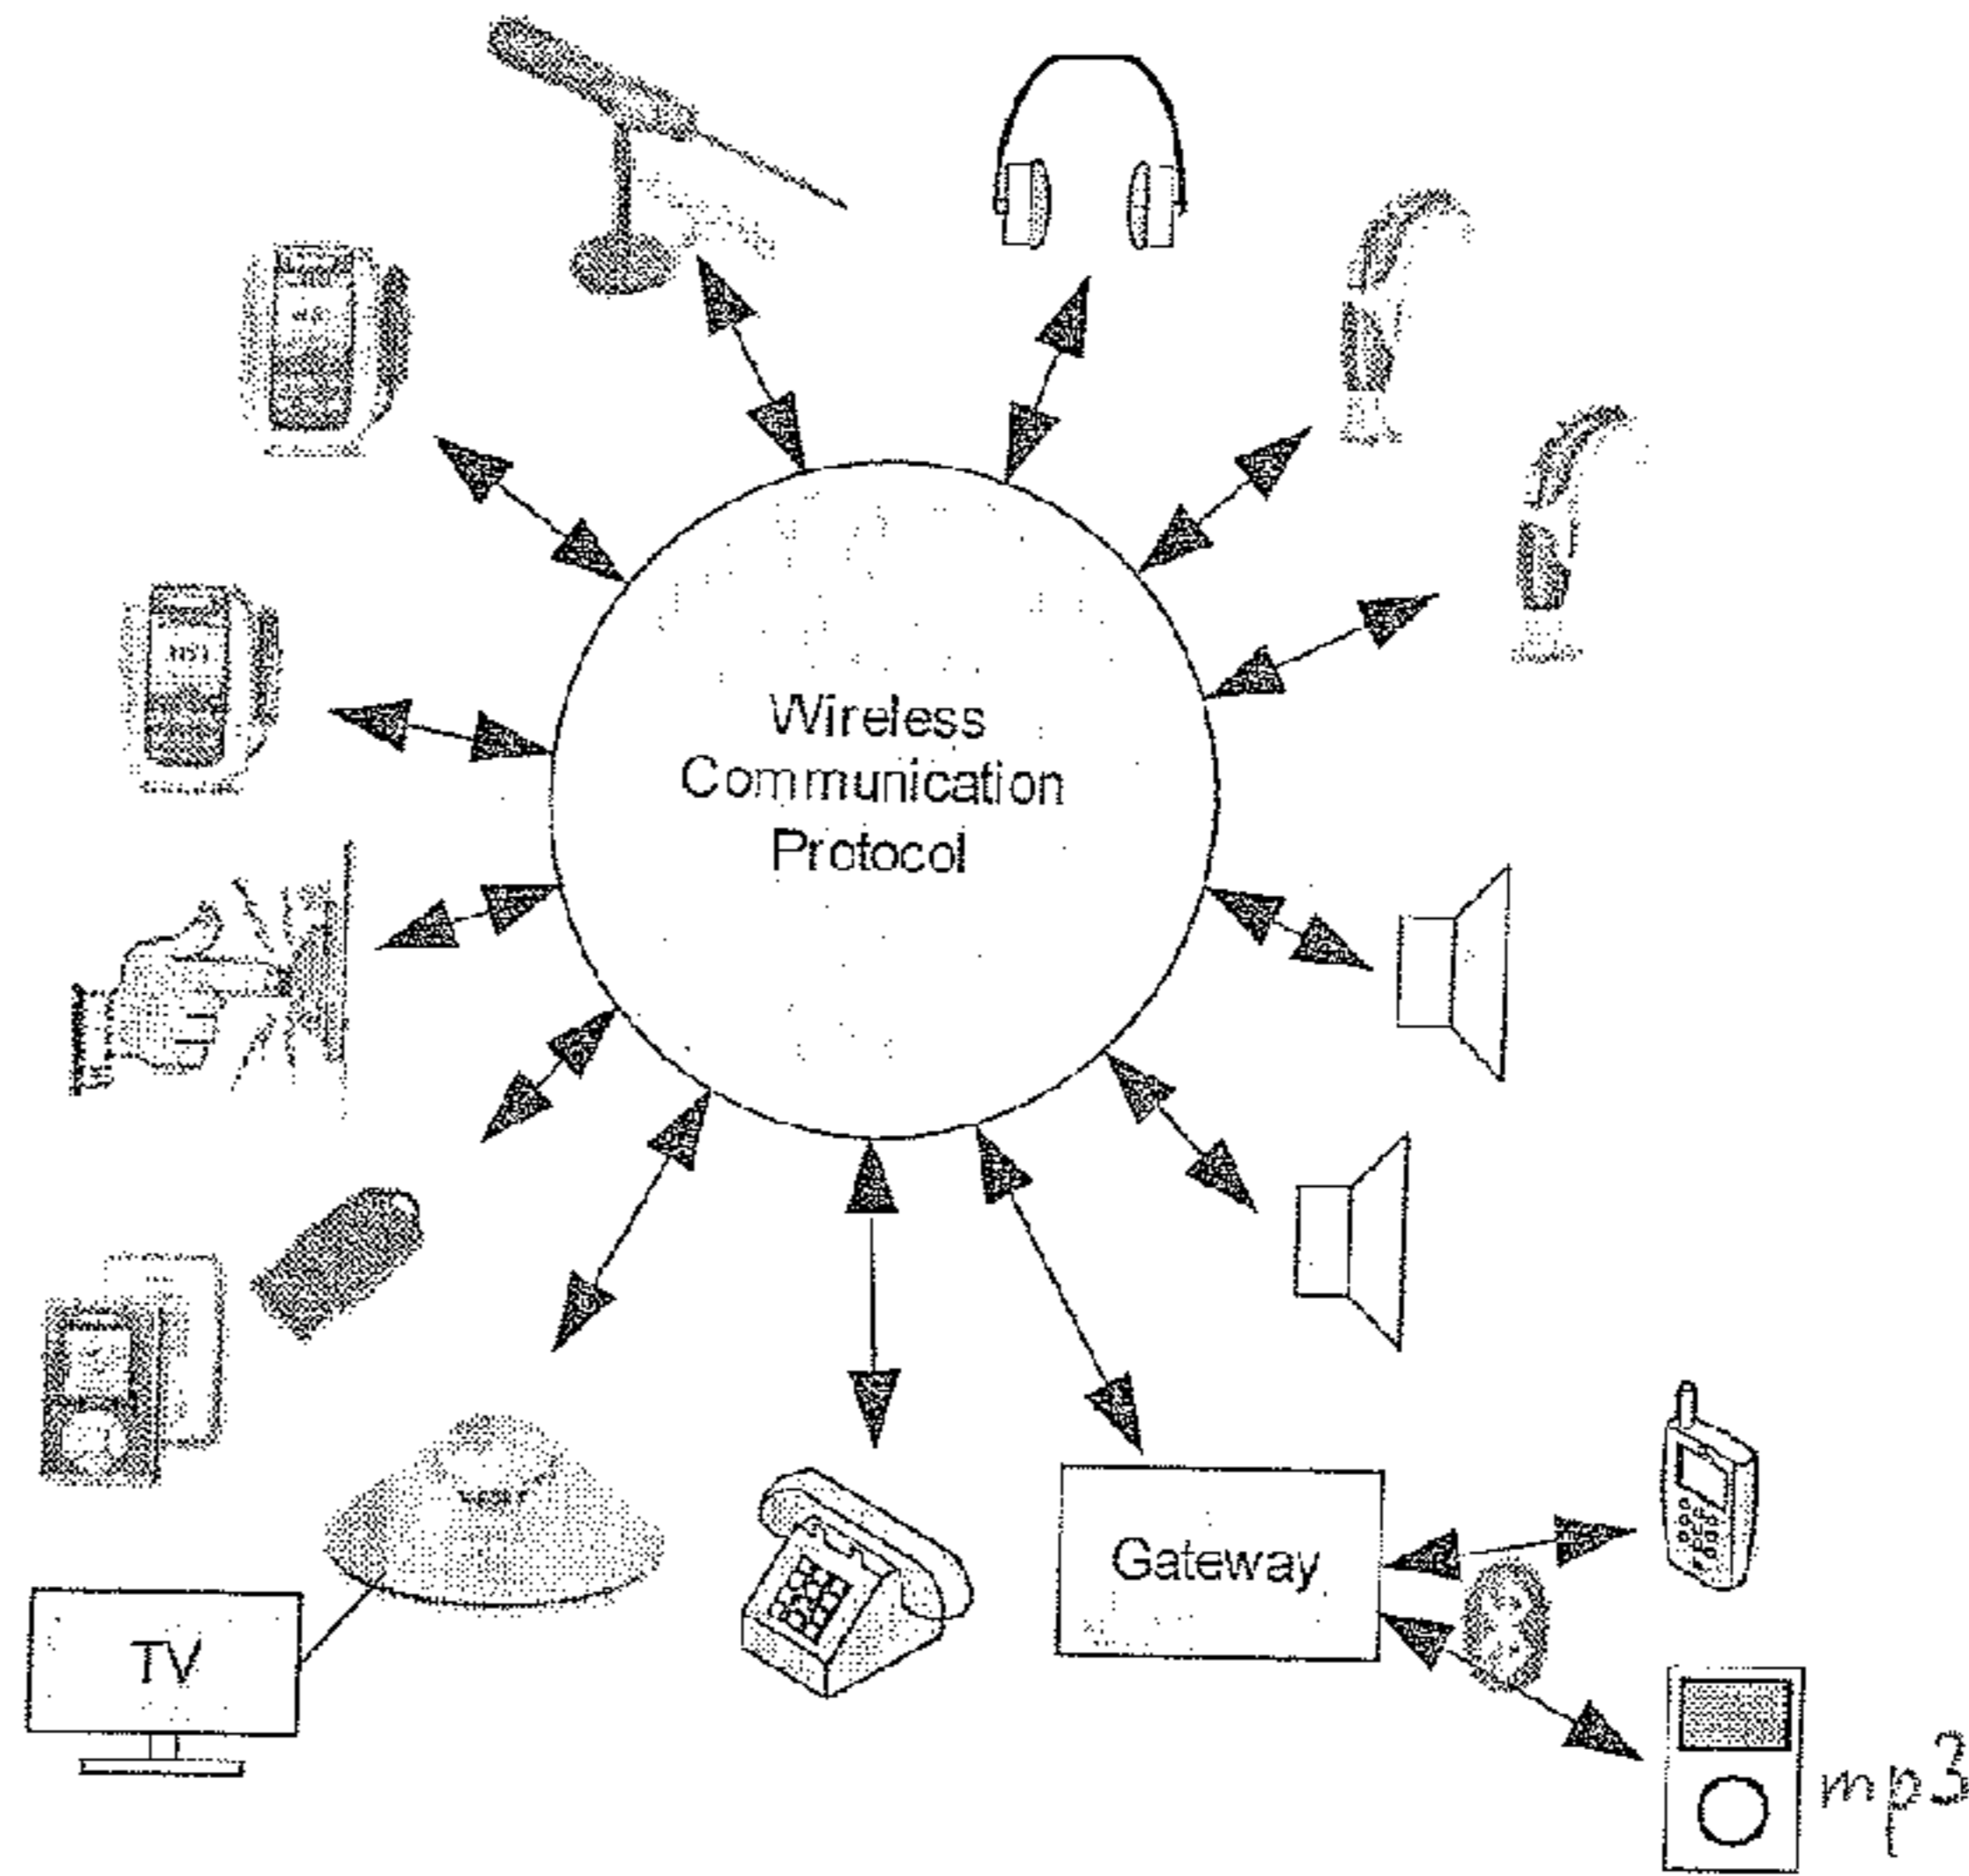 Wireless
Communication
Protocol
Gateway
TV
mp3